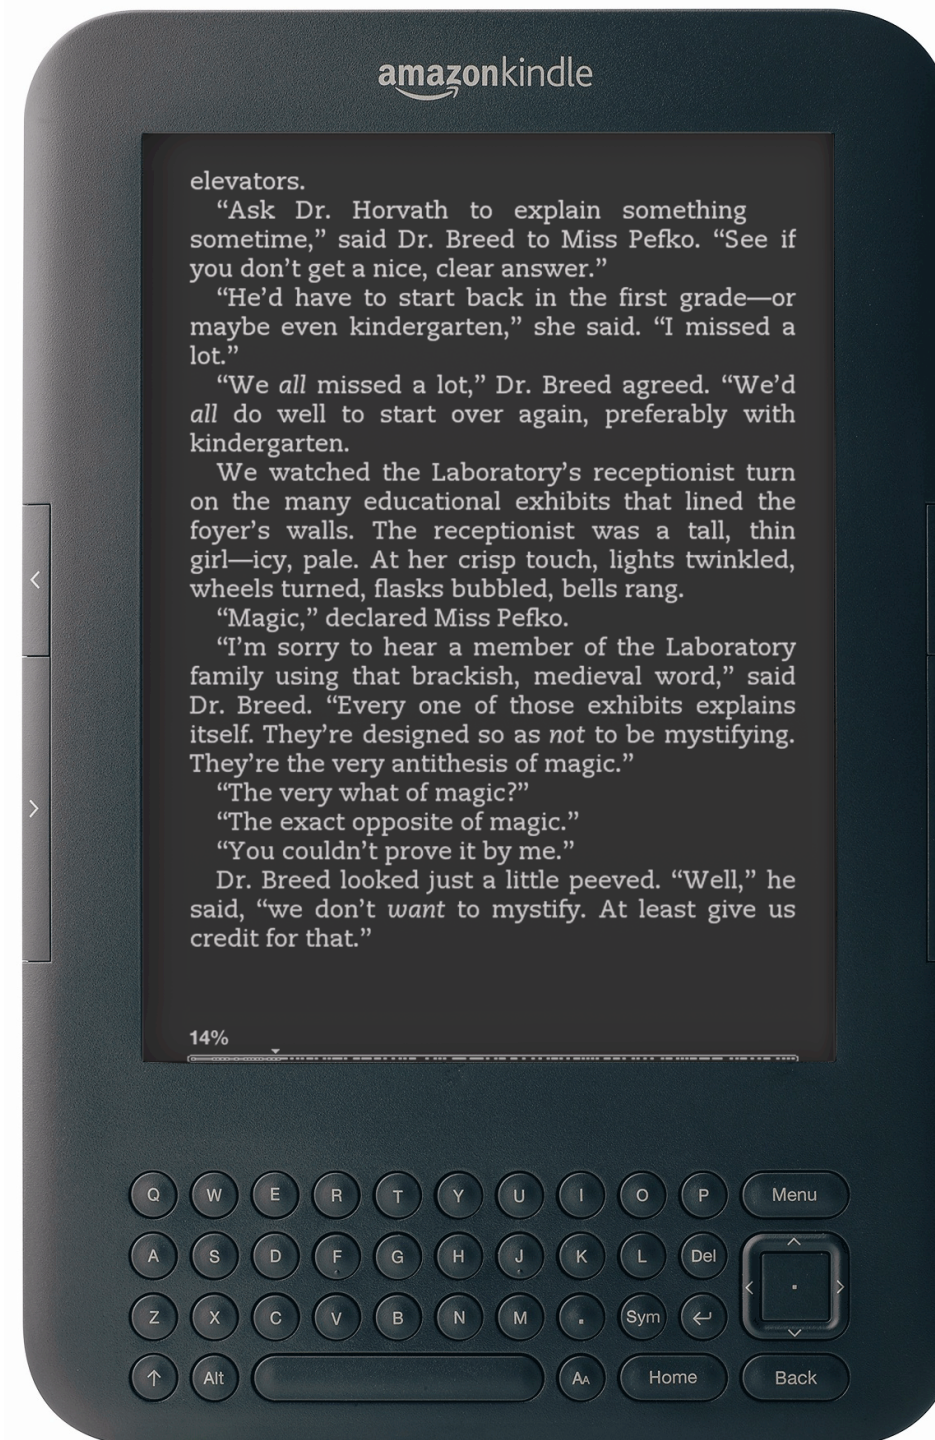 amazonkindle
elevators.
“Ask Dr. Horvath to explain something
sometime,” said Dr. Breed to Miss Pefko. “See if
you don’t get a nice, clear answer.”
“He’d have to start back in the first grade—or
maybe even kindergarten,” she said. “I missed a
lot.”
“We all missed a lot,” Dr. Breed agreed. “We’d
all do well to start over again, preferably with
kindergarten.
We watched the Laboratory’s receptionist turn
on the many educational exhibits that lined the
foyer’s walls. The receptionist was a tall, thin
girl—icy, pale. At her crisp touch, lights twinkled,
wheels turned, flasks bubbled, bells rang.
“Magic,” declared Miss Pefko.
“I’m sorry to hear a member of the Laboratory
family using that brackish, medieval word,” said
Dr. Breed. “Every one of those exhibits explains
itself. They’re designed so as not to be mystifying.
They’re the very antithesis of magic.”
“The very what of magic?”
“The exact opposite of magic.”
“You couldn’t prove it by me.”
Dr. Breed looked just a little peeved. “Well,” he
said, “we don’t want to mystify. At least give us
credit for that.”
14%
Q W E R T Y U I O P Menu
A S D F G H J K L Del
Z X C V B N M . Sym
Alt AA Home Back